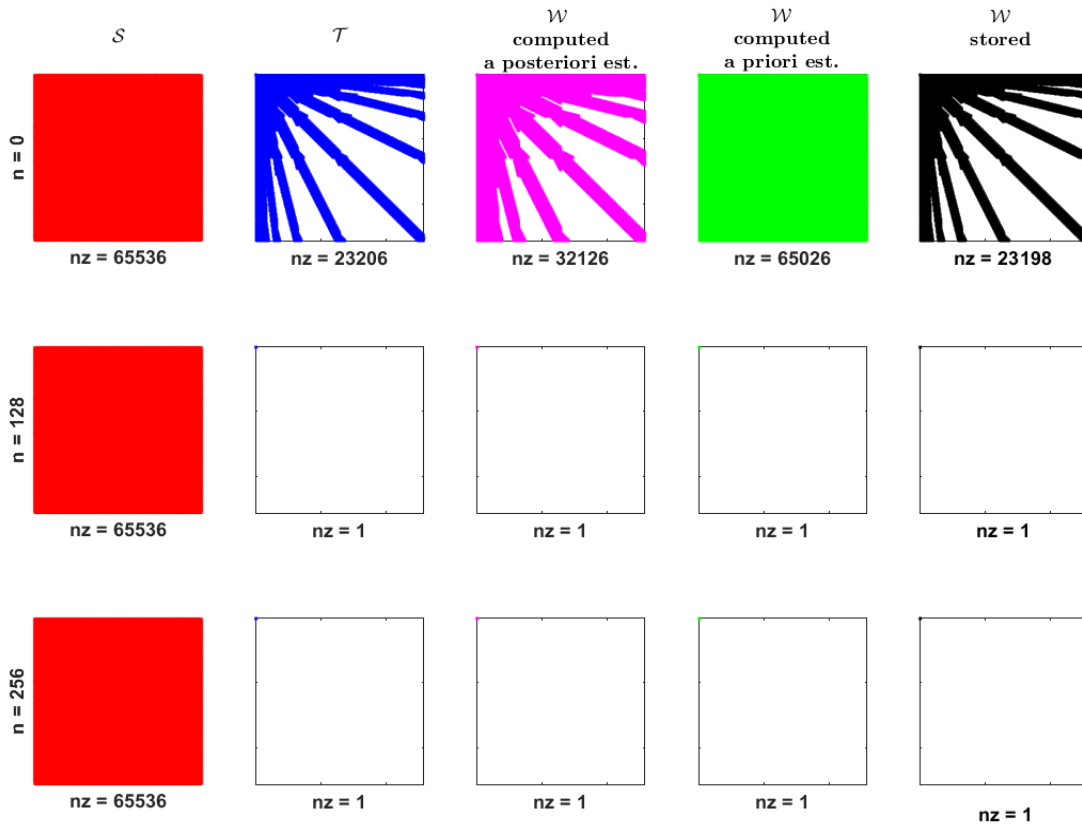 𝒮
𝒯
𝒲
computed
a posteriori est.
𝒲
computed
a priori est.
𝒲
stored
n = 0
nz = 65536
nz = 23206
nz = 32126
nz = 65026
nz = 23198
n = 128
nz = 65536
nz = 1
nz = 1
nz = 1
nz = 1
n = 256
nz = 65536
nz = 1
nz = 1
nz = 1
nz = 1